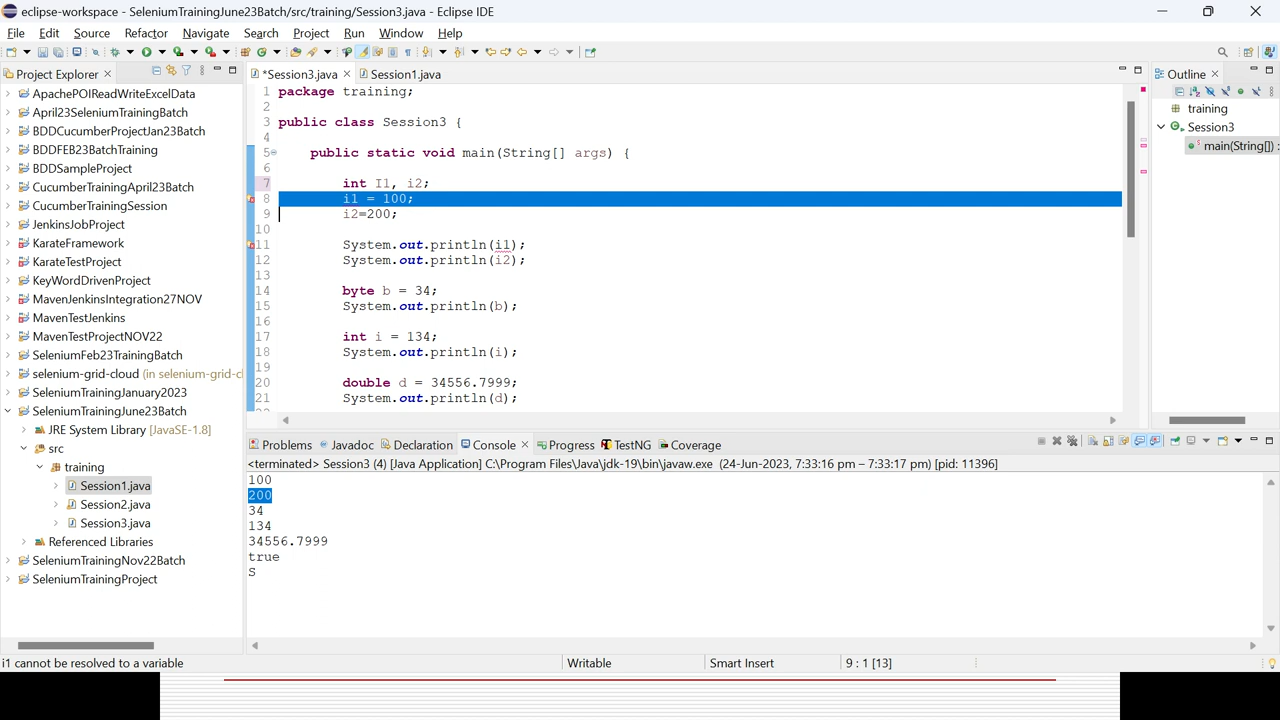 eclipse-workspace - SeleniumTrainingJune23Batch/src/training/Session3.java - Eclipse IDE
File Edit Source Refactor Navigate Search Project Run Window Help
Project Explorer
ApachePOIReadWriteExcelData
April23SeleniumTrainingBatch
BDDCucumberProjectJan23Batch
BDDFEB23BatchTraining
BDDSampleProject
CucumberTrainingApril23Batch
CucumberTrainingSession
JenkinsJobProject
KarateFramework
KarateTestProject
KeyWordDrivenProject
MavenJenkinsIntegration27NOV
MavenTestJenkins
MavenTestProjectNOV22
SeleniumFeb23TrainingBatch
selenium-grid-cloud (in selenium-grid-cl
SeleniumTrainingJanuary2023
SeleniumTrainingJune23Batch
JRE System Library [JavaSE-1.8]
src
training
Session1.java
Session2.java
Session3.java
Referenced Libraries
SeleniumTrainingNov22Batch
SeleniumTrainingProject
*Session3.java Session1.java
1 package training;
2
3 public class Session3 {
4
5 public static void main(String[] args) {
6
7 int I1, i2;
8 i1 = 100;
9 i2=200;
10
11 System.out.println(i1);
12 System.out.println(i2);
13
14 byte b = 34;
15 System.out.println(b);
16
17 int i = 134;
18 System.out.println(i);
19
20 double d = 34556.7999;
21 System.out.println(d);
Outline
training
Session3
main(String[]) :
Problems Javadoc Declaration Console Progress TestNG Coverage
<terminated> Session3 (4) [Java Application] C:\Program Files\Java\jdk-19\bin\javaw.exe (24-Jun-2023, 7:33:16 pm – 7:33:17 pm) [pid: 11396]
100
200
34
134
34556.7999
true
S
i1 cannot be resolved to a variable Writable Smart Insert 9 : 1 [13]